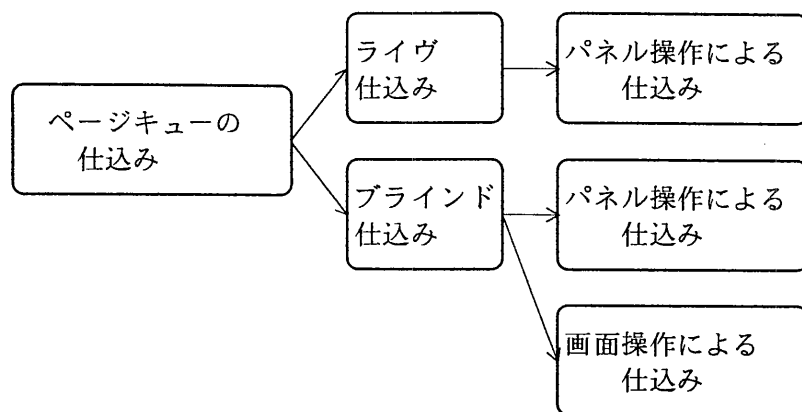 ページキューの
仕込み
ライヴ
仕込み
パネル操作による
仕込み
ブラインド
仕込み
パネル操作による
仕込み
画面操作による
仕込み